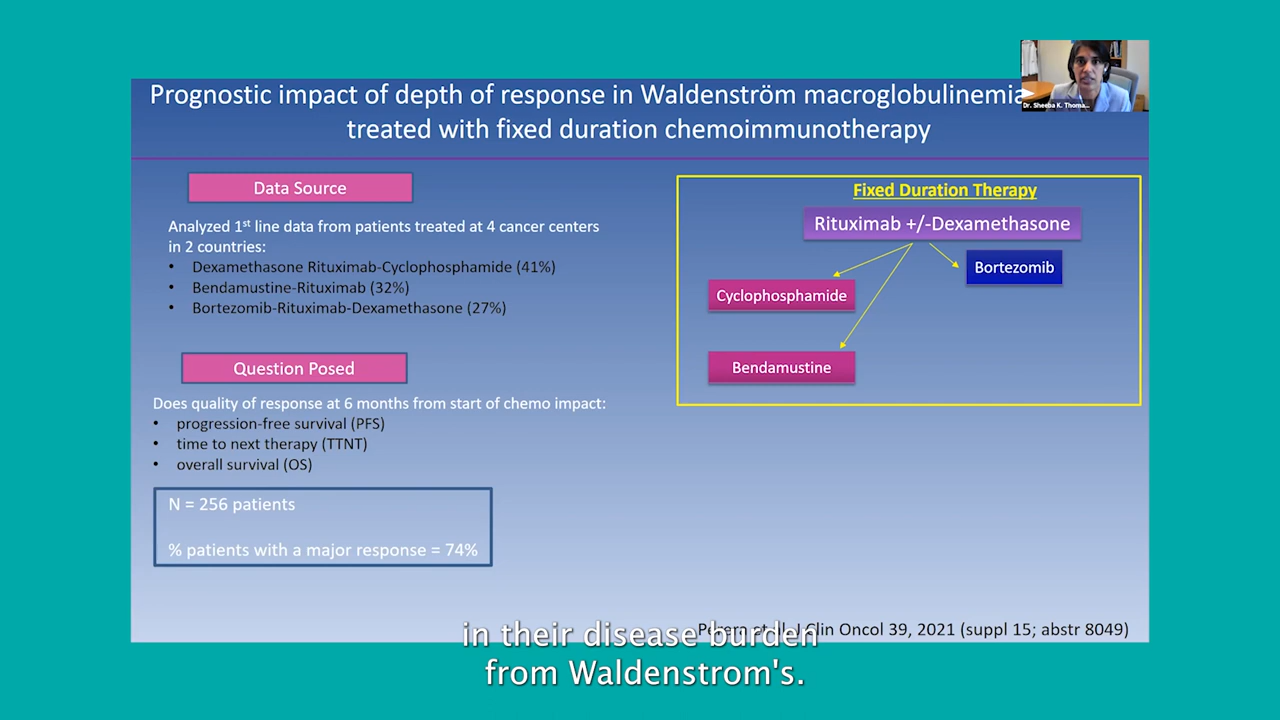 Prognostic impact of depth of response in Waldenström macroglobulinemia
treated with fixed duration chemoimmunotherapy
Dr. Sheeba K. Thoma...
Data Source
Analyzed 1st line data from patients treated at 4 cancer centers
in 2 countries:
• Dexamethasone Rituximab-Cyclophosphamide (41%)
• Bendamustine-Rituximab (32%)
• Bortezomib-Rituximab-Dexamethasone (27%)
Question Posed
Does quality of response at 6 months from start of chemo impact:
• progression-free survival (PFS)
• time to next therapy (TTNT)
• overall survival (OS)
N = 256 patients
% patients with a major response = 74%
Fixed Duration Therapy
Rituximab +/-Dexamethasone
Bortezomib
Cyclophosphamide
Bendamustine
et al. J Clin Oncol 39, 2021 (suppl 15; abstr 8049)
in their disease burden
from Waldenstrom's.